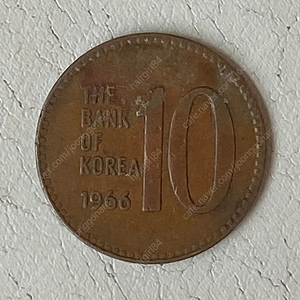 THE
BANK
OF
KOREA
1966
10